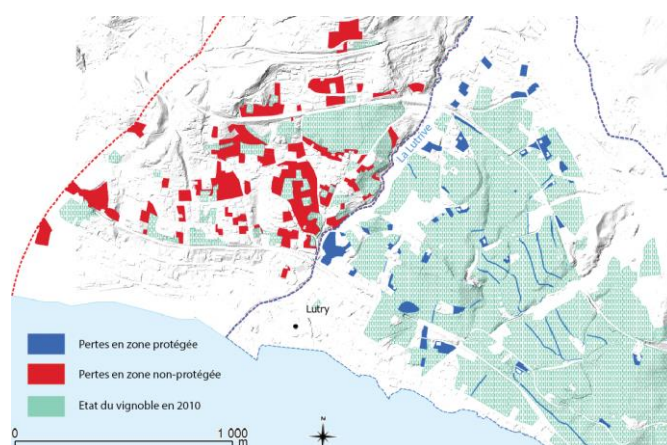 La Lutrive
Lutry
Pertes en zone protégée
Pertes en zone non-protégée
Etat du vignoble en 2010
N
0 1 000
m